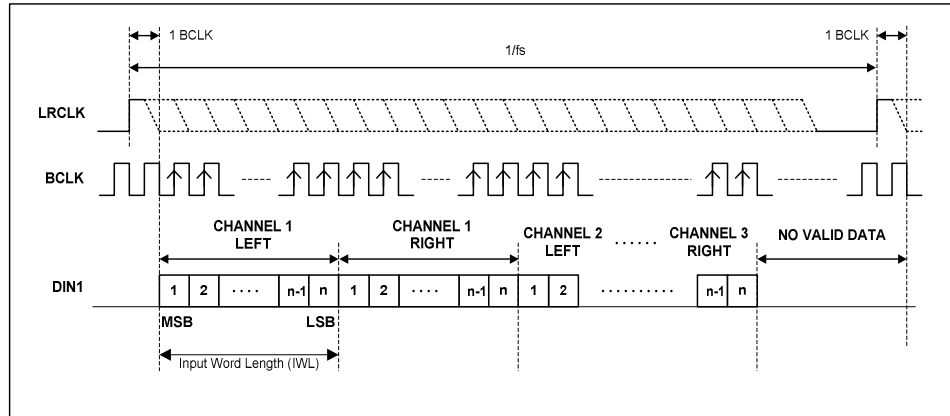 1 BCLK
1 BCLK
1/fs
LRCLK
BCLK
CHANNEL 1 LEFT
CHANNEL 1 RIGHT
CHANNEL 2 LEFT
......
CHANNEL 3 RIGHT
NO VALID DATA
DIN1
1 2 .... n-1 n 1 2 .... n-1 n 1 2 .......... n-1 n
MSB
LSB
Input Word Length (IWL)